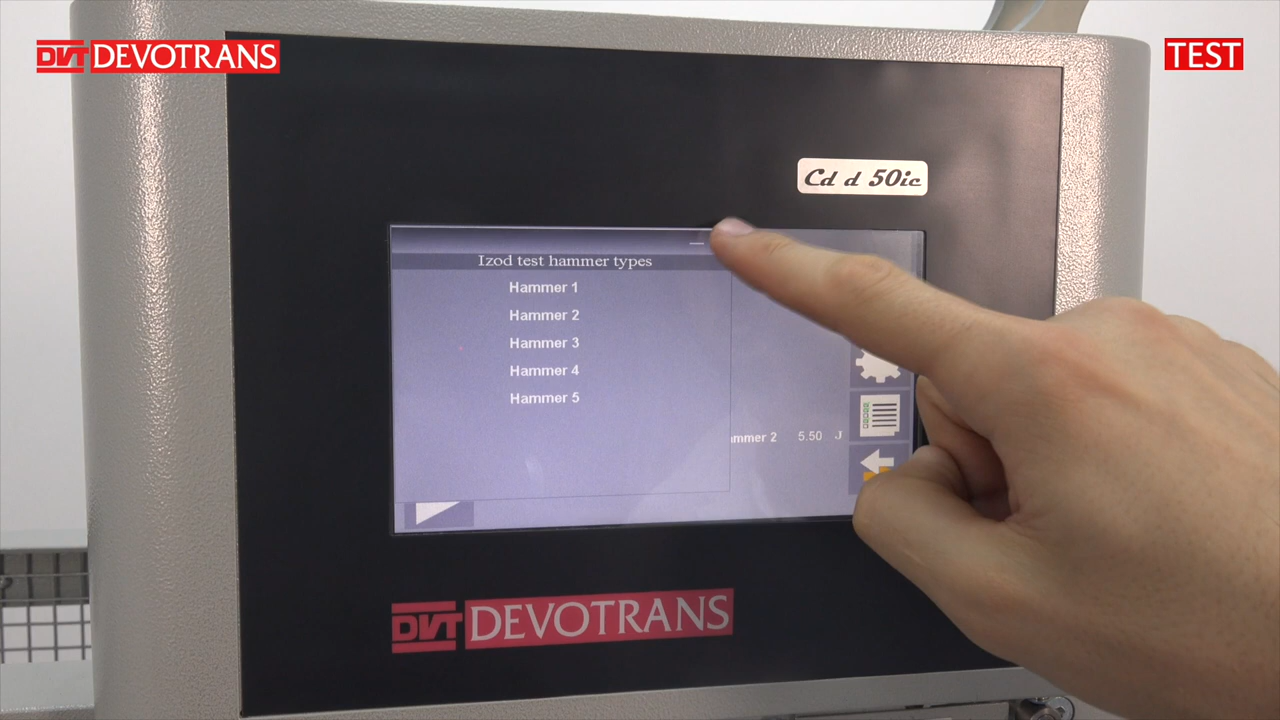 DVT DEVOTRANS
TEST
Cd d 50ic
Izod test hammer types
Hammer 1
Hammer 2
Hammer 3
Hammer 4
Hammer 5
ammer 2 5.50 J
DVT DEVOTRANS